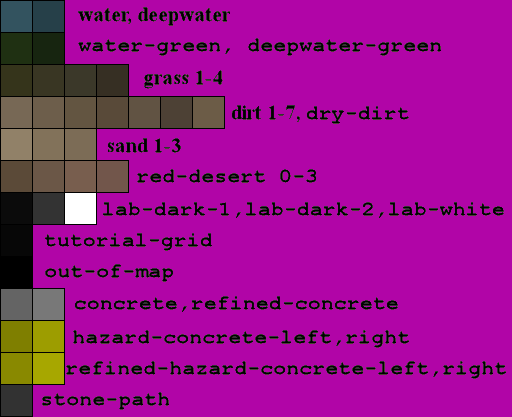 water, deepwater
water-green, deepwater-green
grass 1-4
dirt 1-7, dry-dirt
sand 1-3
red-desert 0-3
lab-dark-1,lab-dark-2,lab-white
tutorial-grid
out-of-map
concrete,refined-concrete
hazard-concrete-left,right
refined-hazard-concrete-left,right
stone-path